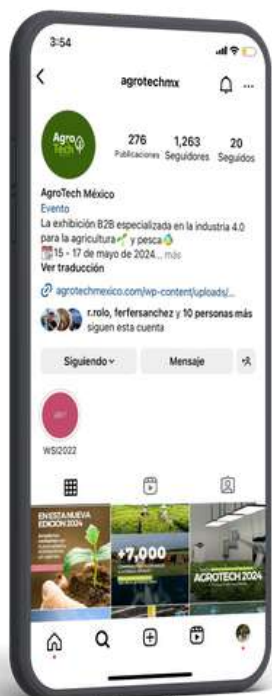 3:54
agrotechmx
Agro
Tech
276 1,263 20
Publicaciones Seguidores Seguidos
AgroTech México
Evento
La exhibición B2B especializada en la industria 4.0
para la agricultura🌱 y pesca
📅15 - 17 de mayo de 2024... más
Ver traducción
agrotechmexico.com/wp-content/uploads/...
r.rolo, ferfersanchez y 10 personas más
siguen esta cuenta
Siguiendo Mensaje
WSI2022
EN ESTA NUEVA
EDICIÓN 2024
+7,000
AGROTECH 2024